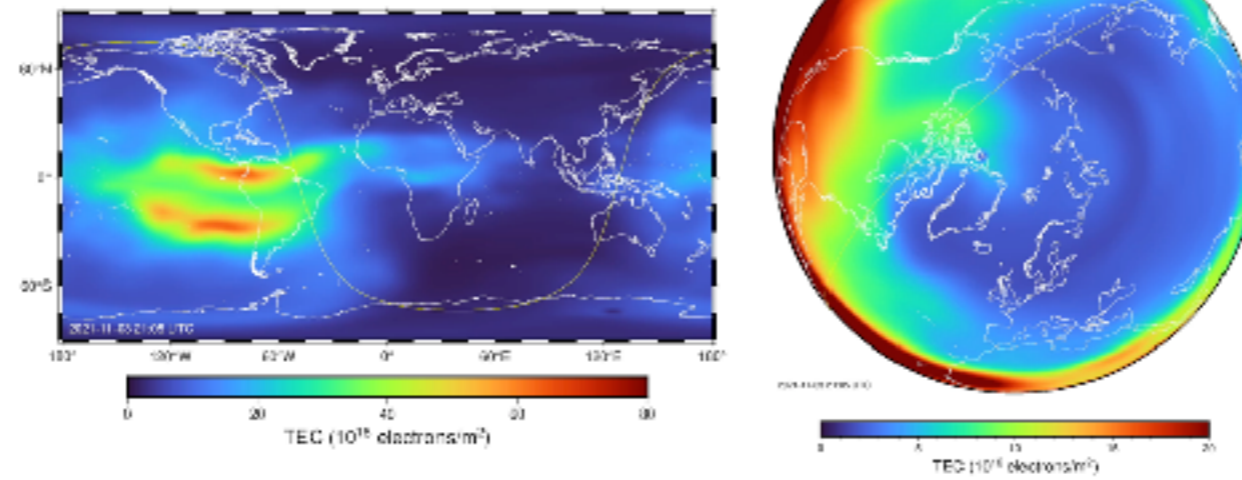 60°N
0°
60°S
2021-11-03 21:05 UTC
180° 120°W 60°W 0° 60°E 120°E 180°
0 20 40 60 80
TEC (10¹⁶ electrons/m²)
0 5 10 15 20
TEC (10¹⁶ electrons/m²)